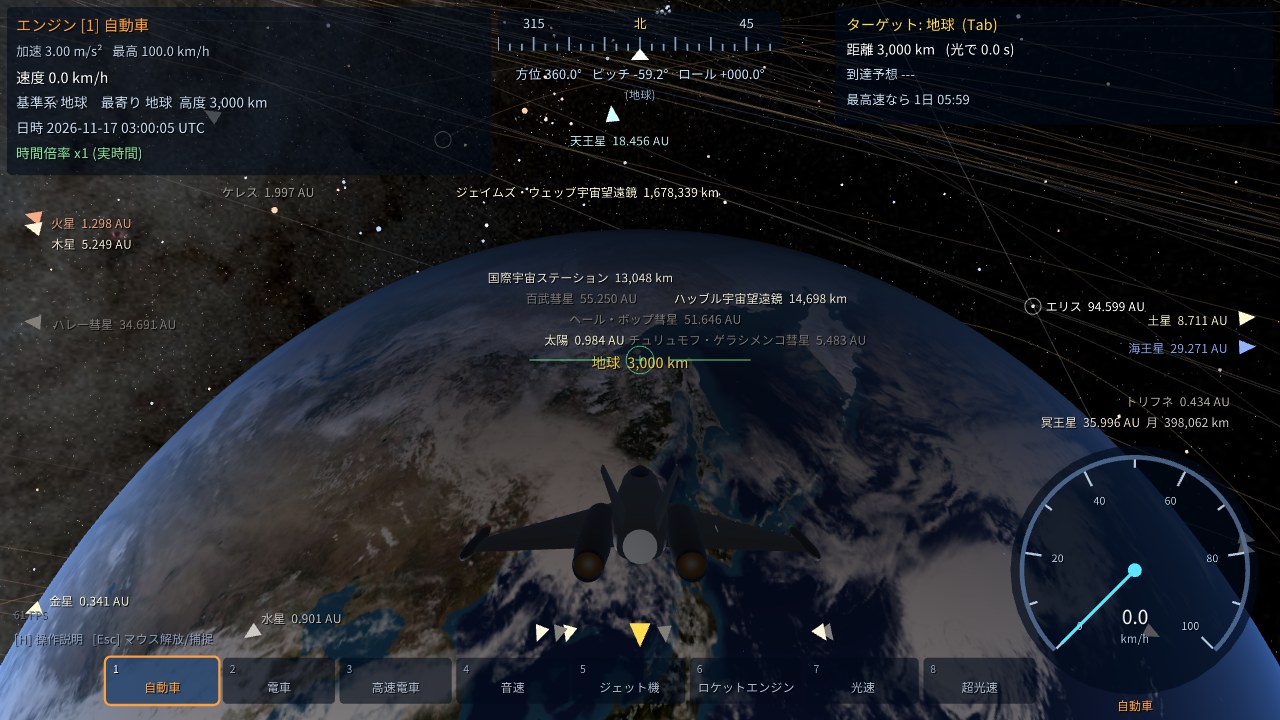 エンジン [1] 自動車
加速 3.00 m/s² 最高 100.0 km/h
速度 0.0 km/h
基準系 地球 最寄り 地球 高度 3,000 km
日時 2026-11-17 03:00:05 UTC
時間倍率 x1 (実時間)
315 北 45
方位 360.0° ピッチ -59.2° ロール +000.0°
(地球)
ターゲット: 地球 (Tab)
距離 3,000 km (光で 0.0 s)
到達予想 ---
最高速なら 1日 05:59
天王星 18.456 AU
ケレス 1.997 AU
ジェイムズ・ウェッブ宇宙望遠鏡 1,678,339 km
火星 1.298 AU
木星 5.249 AU
国際宇宙ステーション 13,048 km
百武彗星 55.250 AU
ハッブル宇宙望遠鏡 14,698 km
ヘール・ボップ彗星 51.646 AU
太陽 0.984 AU
チュリュモフ・ゲラシメンコ彗星 5.483 AU
地球 3,000 km
ハレー彗星 34.691 AU
エリス 94.599 AU
土星 8.711 AU
海王星 29.271 AU
トリフネ 0.434 AU
冥王星 35.996 AU
月 398,062 km
金星 0.341 AU
水星 0.901 AU
[H] 操作説明 [Esc] マウス解放/捕捉
0 20 40 60 80 100
0.0
km/h
自動車
1 自動車
2 電車
3 高速電車
4 音速
5 ジェット機
6 ロケットエンジン
7 光速
8 超光速